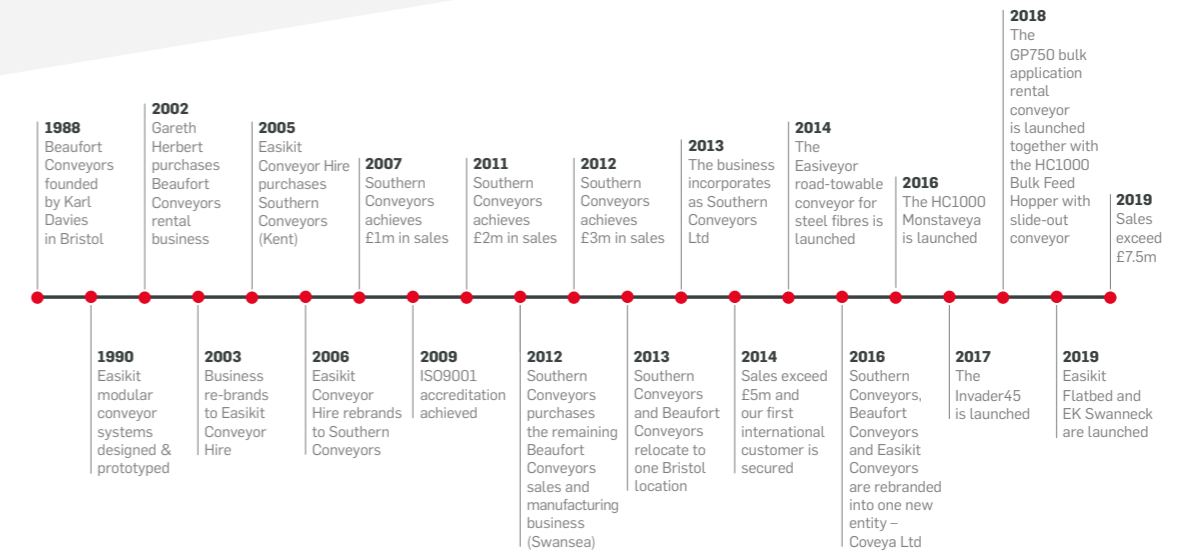 1988
Beaufort
Conveyors
founded
by Karl
Davies
in Bristol
1990
Easikit
modular
conveyor
systems
designed &
prototyped
2002
Gareth
Herbert
purchases
Beaufort
Conveyors
rental
business
2003
Business
re-brands
to Easikit
Conveyor
Hire
2005
Easikit
Conveyor Hire
purchases
Southern
Conveyors
(Kent)
2006
Easikit
Conveyor
Hire rebrands
to Southern
Conveyors
2007
Southern
Conveyors
achieves
£1m in sales
2009
ISO9001
accreditation
achieved
2011
Southern
Conveyors
achieves
£2m in sales
2012
Southern
Conveyors
purchases
the remaining
Beaufort
Conveyors
sales and
manufacturing
business
(Swansea)
2012
Southern
Conveyors
achieves
£3m in sales
2013
Southern
Conveyors
and Beaufort
Conveyors
relocate to
one Bristol
location
2013
The business
incorporates
as Southern
Conveyors
Ltd
2014
Sales exceed
£5m and
our first
international
customer is
secured
2014
The
Easiveyor
road-towable
conveyor for
steel fibres is
launched
2016
Southern
Conveyors,
Beaufort
Conveyors
and Easikit
Conveyors
are rebranded
into one new
entity –
Coveya Ltd
2016
The HC1000
Monstaveya
is launched
2017
The
Invader45
is launched
2018
The
GP750 bulk
application
rental
conveyor
is launched
together with
the HC1000
Bulk Feed
Hopper with
slide-out
conveyor
2019
Easikit
Flatbed and
EK Swanneck
are launched
2019
Sales
exceed
£7.5m